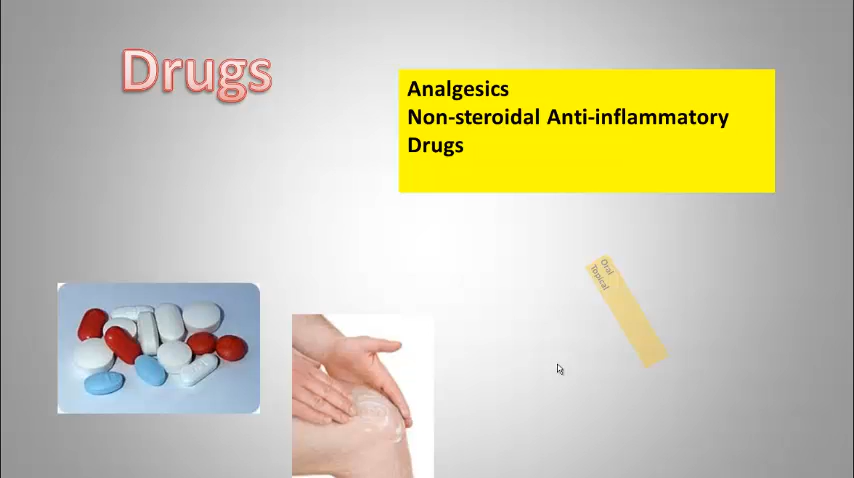 Drugs
Analgesics
Non-steroidal Anti-inflammatory
Drugs
Oral
Topical